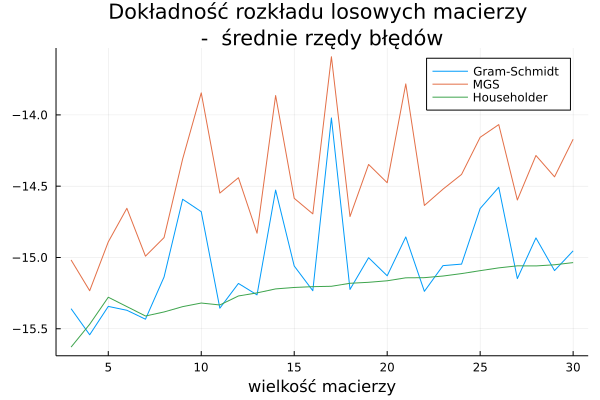 Dokładność rozkładu losowych macierzy
- średnie rzędy błędów
Gram-Schmidt
MGS
Householder
−14.0
−14.5
−15.0
−15.5
5
10
15
20
25
30
wielkość macierzy